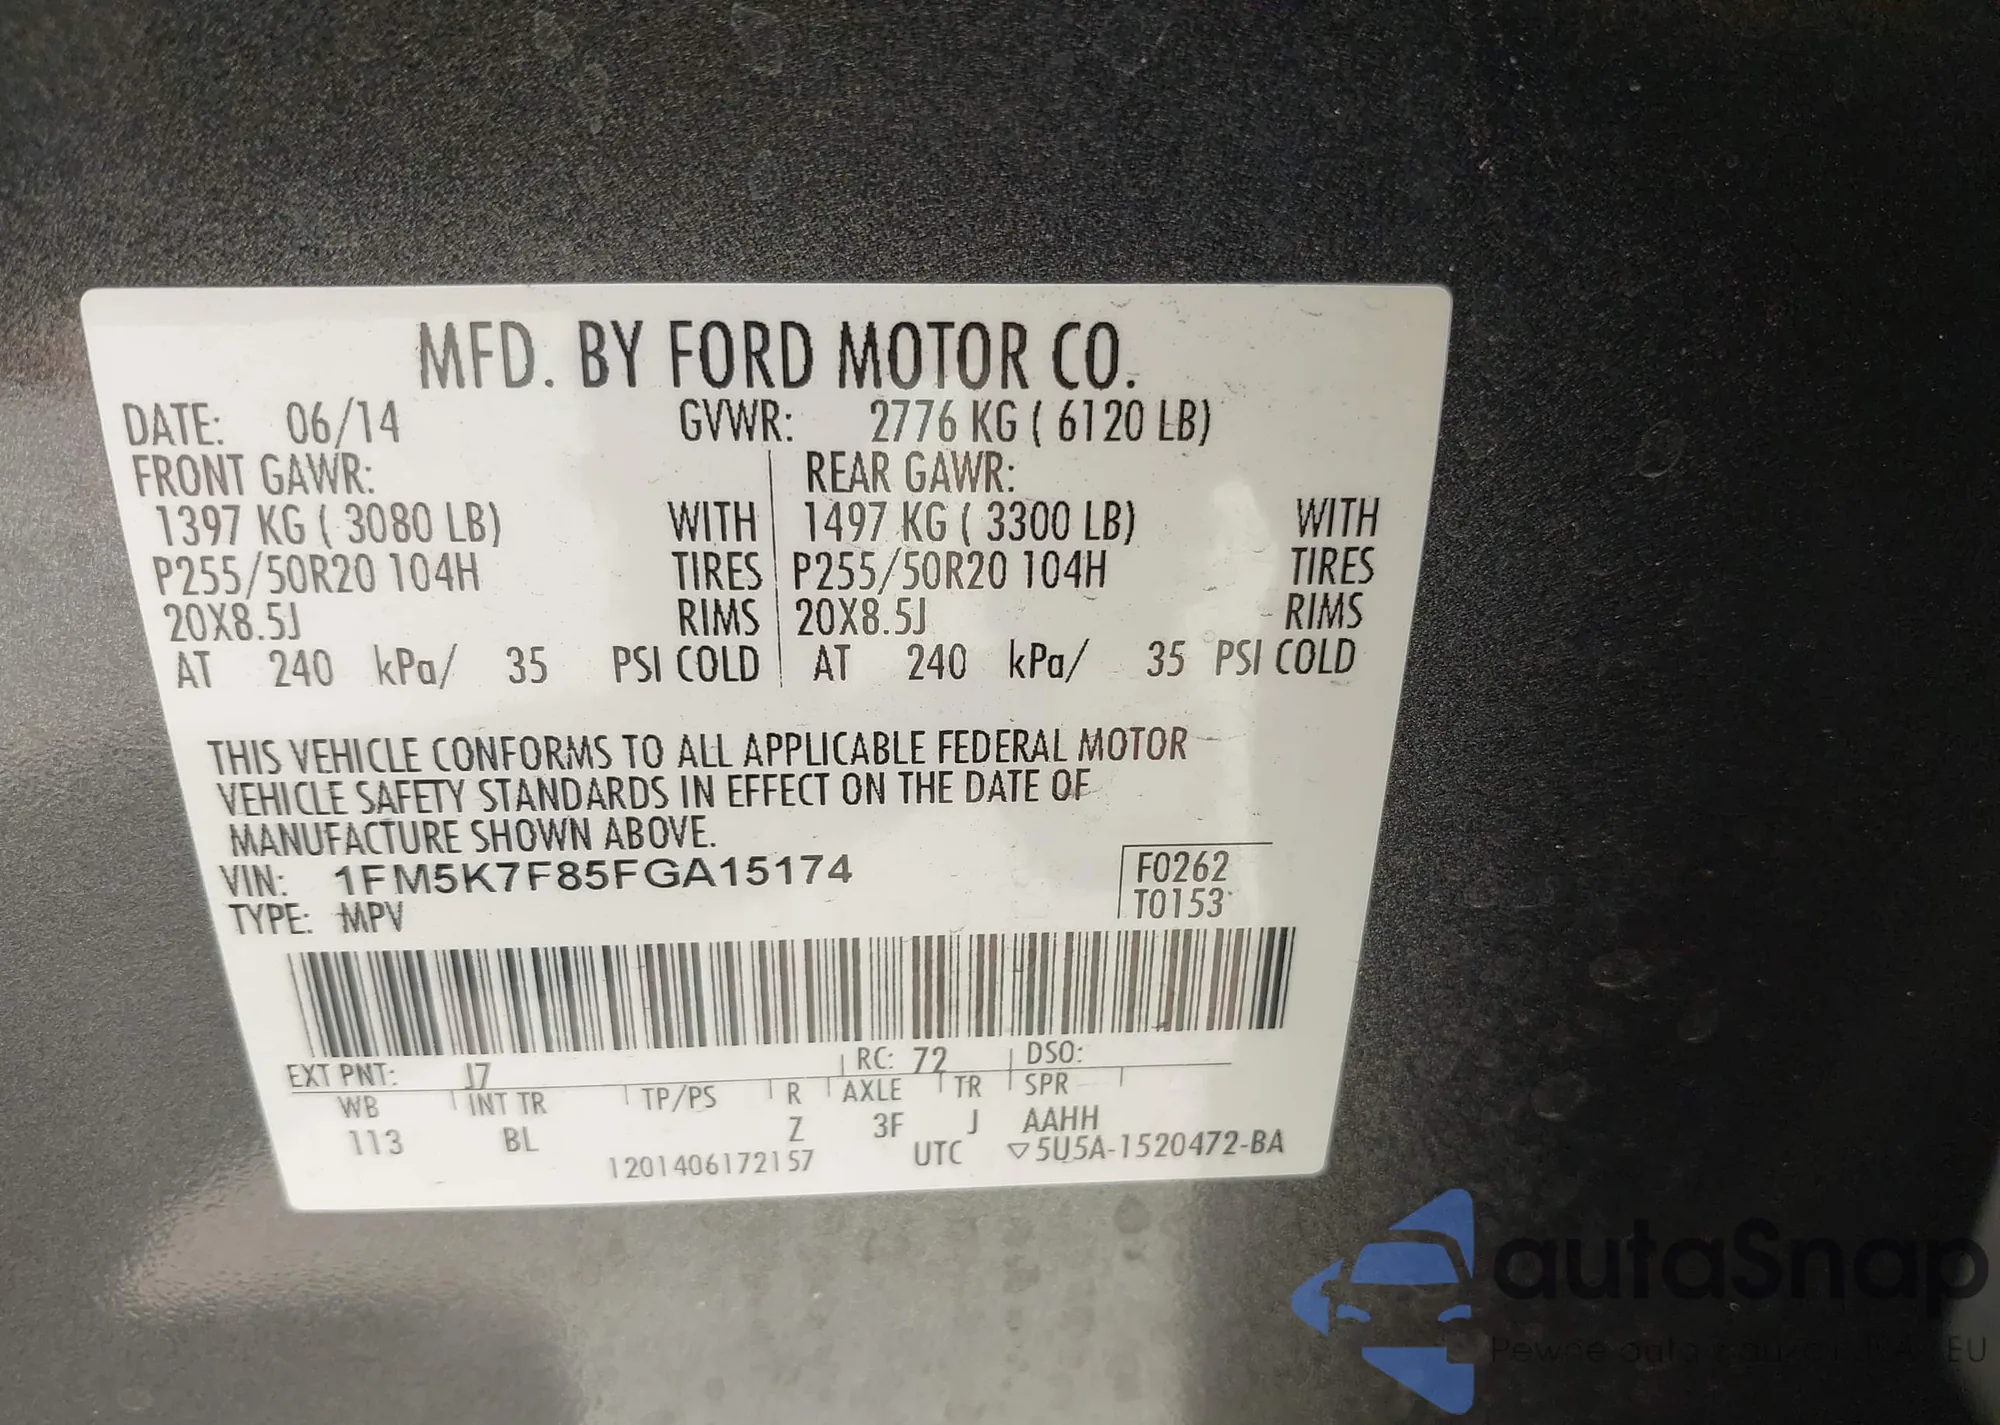 MFD. BY FORD MOTOR CO.
DATE: 06/14 GVWR: 2776 KG ( 6120 LB)
FRONT GAWR: REAR GAWR:
1397 KG ( 3080 LB) WITH 1497 KG ( 3300 LB) WITH
P255/50R20 104H TIRES P255/50R20 104H TIRES
20X8.5J RIMS 20X8.5J RIMS
AT 240 kPa/ 35 PSI COLD AT 240 kPa/ 35 PSI COLD
THIS VEHICLE CONFORMS TO ALL APPLICABLE FEDERAL MOTOR
VEHICLE SAFETY STANDARDS IN EFFECT ON THE DATE OF
MANUFACTURE SHOWN ABOVE.
VIN: 1FM5K7F85FGA15174 F0262
TYPE: MPV T0153
EXT PNT: J7 RC: 72 DSO:
WB INT TR TP/PS R AXLE TR SPR
113 BL Z 3F J AAHH
1201406172157 UTC ▽5U5A-1520472-BA
autaSnap
EU